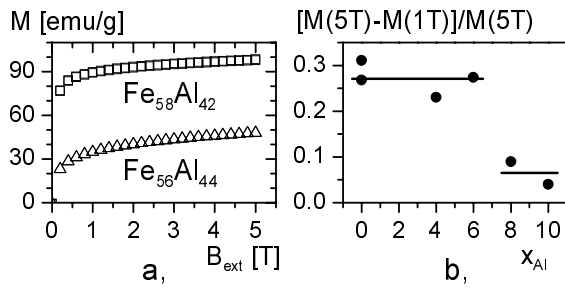 M [emu/g]
90
60
30
0
Fe58Al42
Fe56Al44
0 1 2 3 4 5
Bext [T]
a,
[M(5T)-M(1T)]/M(5T)
0.3
0.2
0.1
0.0
0 2 4 6 8 10
xAl
b,